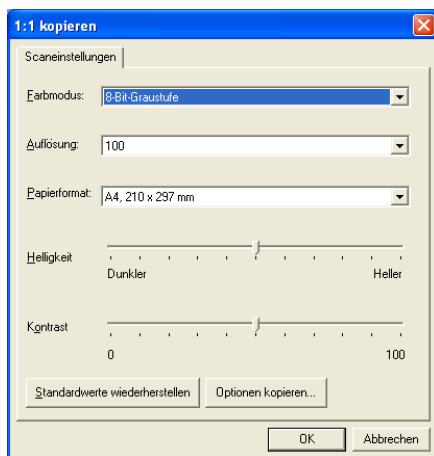 1:1 kopieren
Scaneinstellungen
Farbmodus: 8-Bit-Graustufe
Auflösung: 100
Papierformat: A4, 210 x 297 mm
Helligkeit
Dunkler Heller
Kontrast
0 100
Standardwerte wiederherstellen Optionen kopieren...
OK Abbrechen